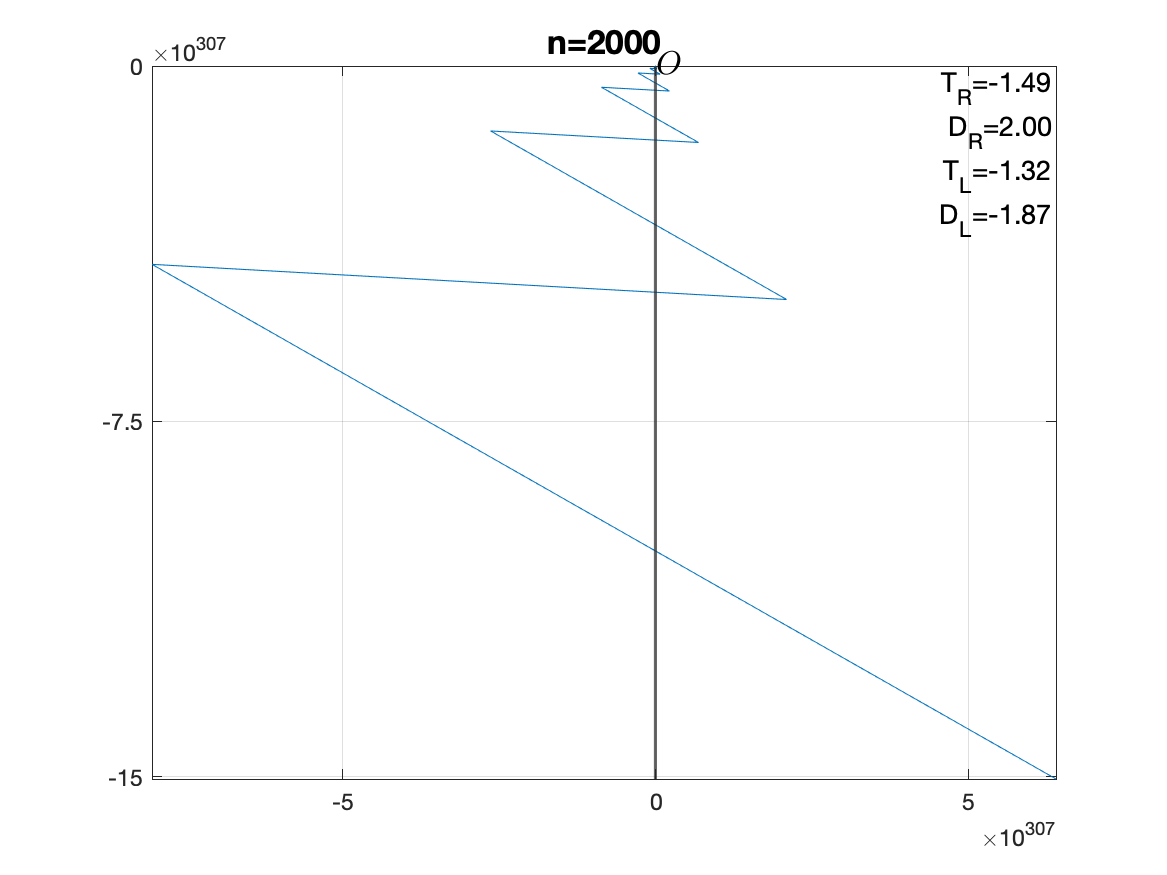 n=2000
×10^307
0
O
T_R=-1.49
D_R=2.00
T_L=-1.32
D_L=-1.87
-7.5
-15
-5
0
5
×10^307